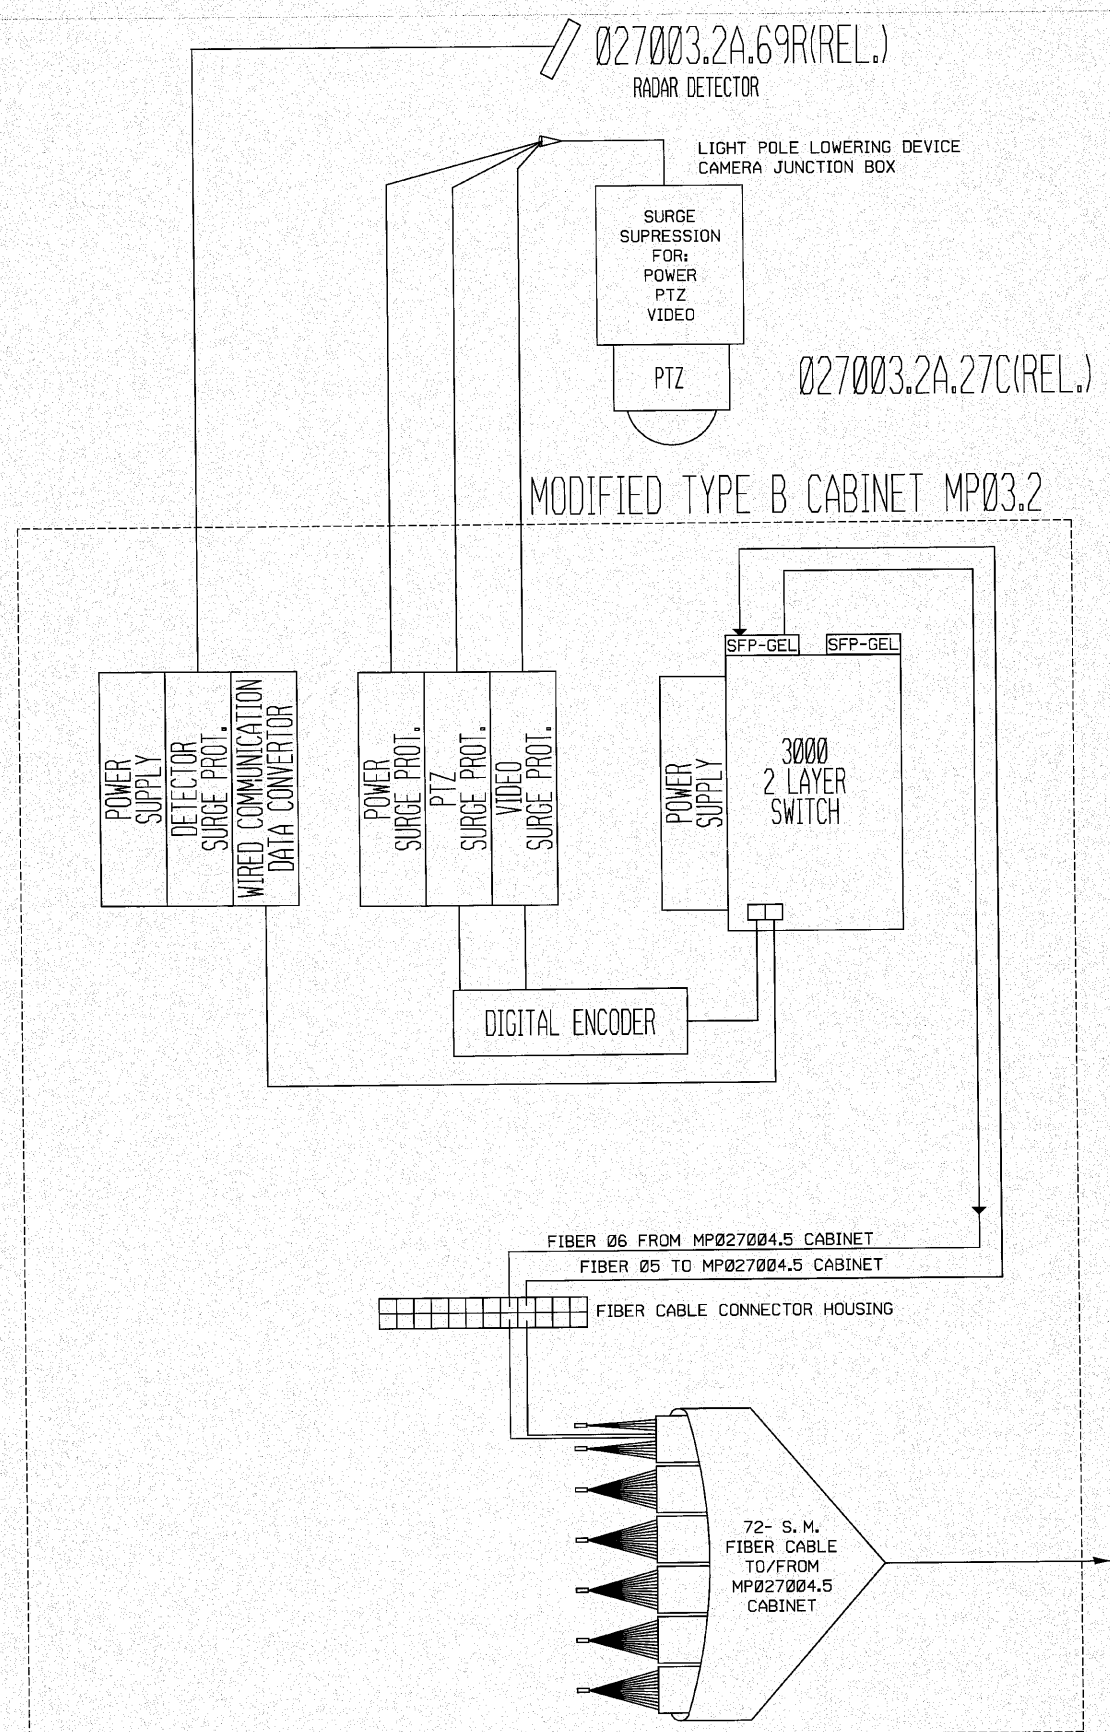 Ø27ØØ3.2A.69R(REL.)
RADAR DETECTOR
LIGHT POLE LOWERING DEVICE
CAMERA JUNCTION BOX
SURGE
SUPRESSION
FOR:
POWER
PTZ
VIDEO
PTZ
Ø27ØØ3.2A.27C(REL.)
MODIFIED TYPE B CABINET MPØ3.2
SFP-GEL
SFP-GEL
POWER
SUPPLY
DETECTOR
SURGE PROT.
WIRED COMMUNICATION
DATA CONVERTOR
POWER
SURGE PROT.
PTZ
SURGE PROT.
VIDEO
SURGE PROT.
POWER
SUPPLY
3000
2 LAYER
SWITCH
DIGITAL ENCODER
FIBER Ø6 FROM MPØ27ØØ4.5 CABINET
FIBER Ø5 TO MPØ27ØØ4.5 CABINET
FIBER CABLE CONNECTOR HOUSING
72- S.M.
FIBER CABLE
TO/FROM
MPØ27ØØ4.5
CABINET